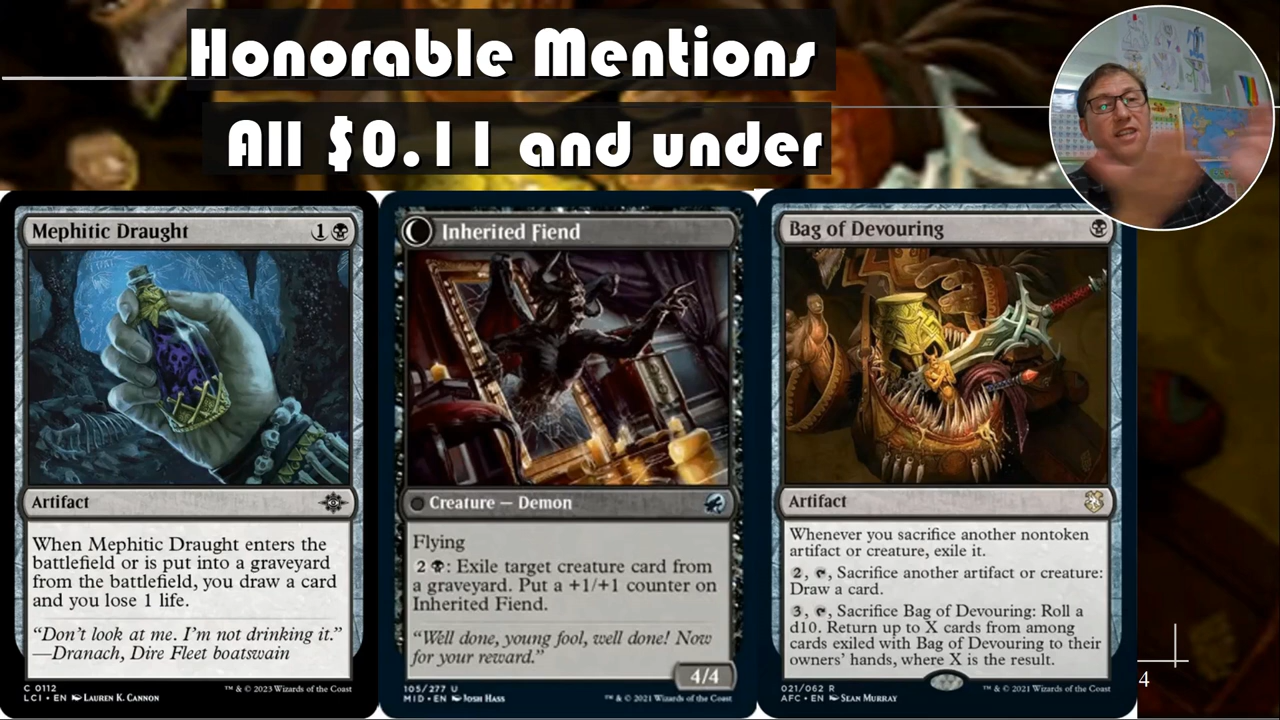 Honorable Mentions
All $0.11 and under
Mephitic Draught
1
Artifact
When Mephitic Draught enters the
battlefield or is put into a graveyard
from the battlefield, you draw a card
and you lose 1 life.
“Don’t look at me. I’m not drinking it.”
—Dranach, Dire Fleet boatswain
C 0112
LCI • EN LAUREN K. CANNON
™ & © 2023 Wizards of the Coast
Inherited Fiend
Creature — Demon
Flying
2: Exile target creature card from
a graveyard. Put a +1/+1 counter on
Inherited Fiend.
“Well done, young fool, well done! Now
for your reward.”
4/4
105/277 U
MID • EN JOSH HASS
™ & © 2021 Wizards of the Coast
Bag of Devouring
Artifact
Whenever you sacrifice another nontoken
artifact or creature, exile it.
2, , Sacrifice another artifact or creature:
Draw a card.
3, , Sacrifice Bag of Devouring: Roll a
d10. Return up to X cards from among
cards exiled with Bag of Devouring to their
owners’ hands, where X is the result.
021/062 R
AFC • EN SEAN MURRAY
™ & © 2021 Wizards of the Coast
4